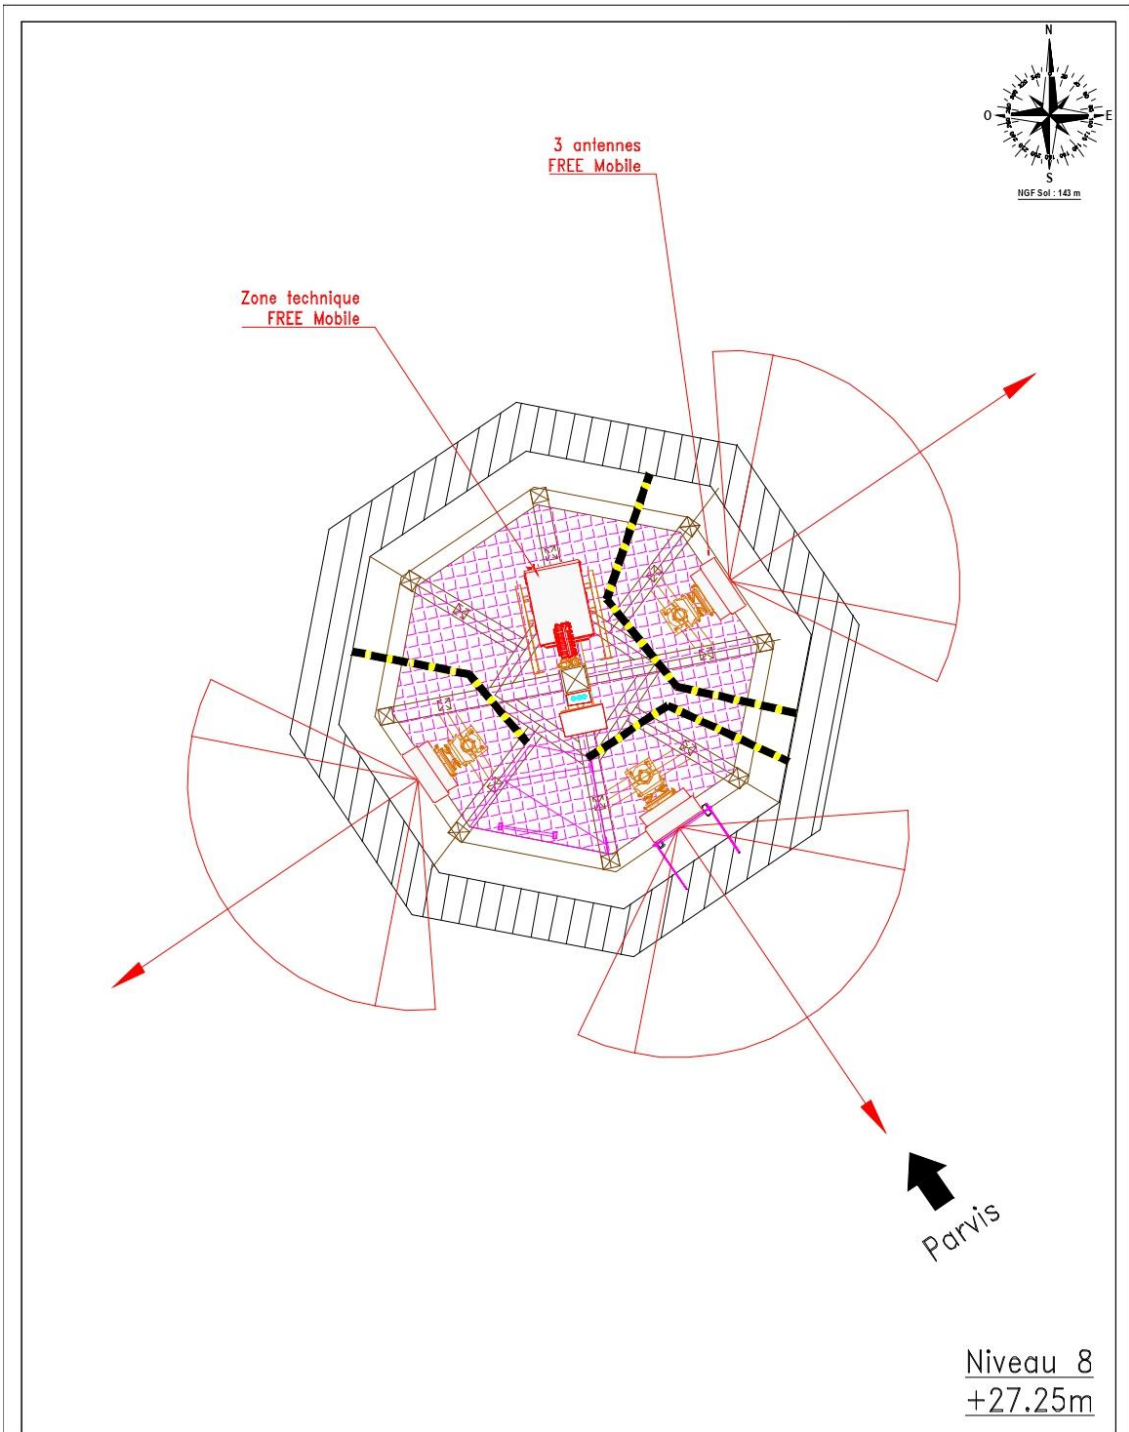 N
O
E
S
NGF Sol : 143 m
3 antennes
FREE Mobile
Zone technique
FREE Mobile
Parvis
Niveau 8
+27.25m